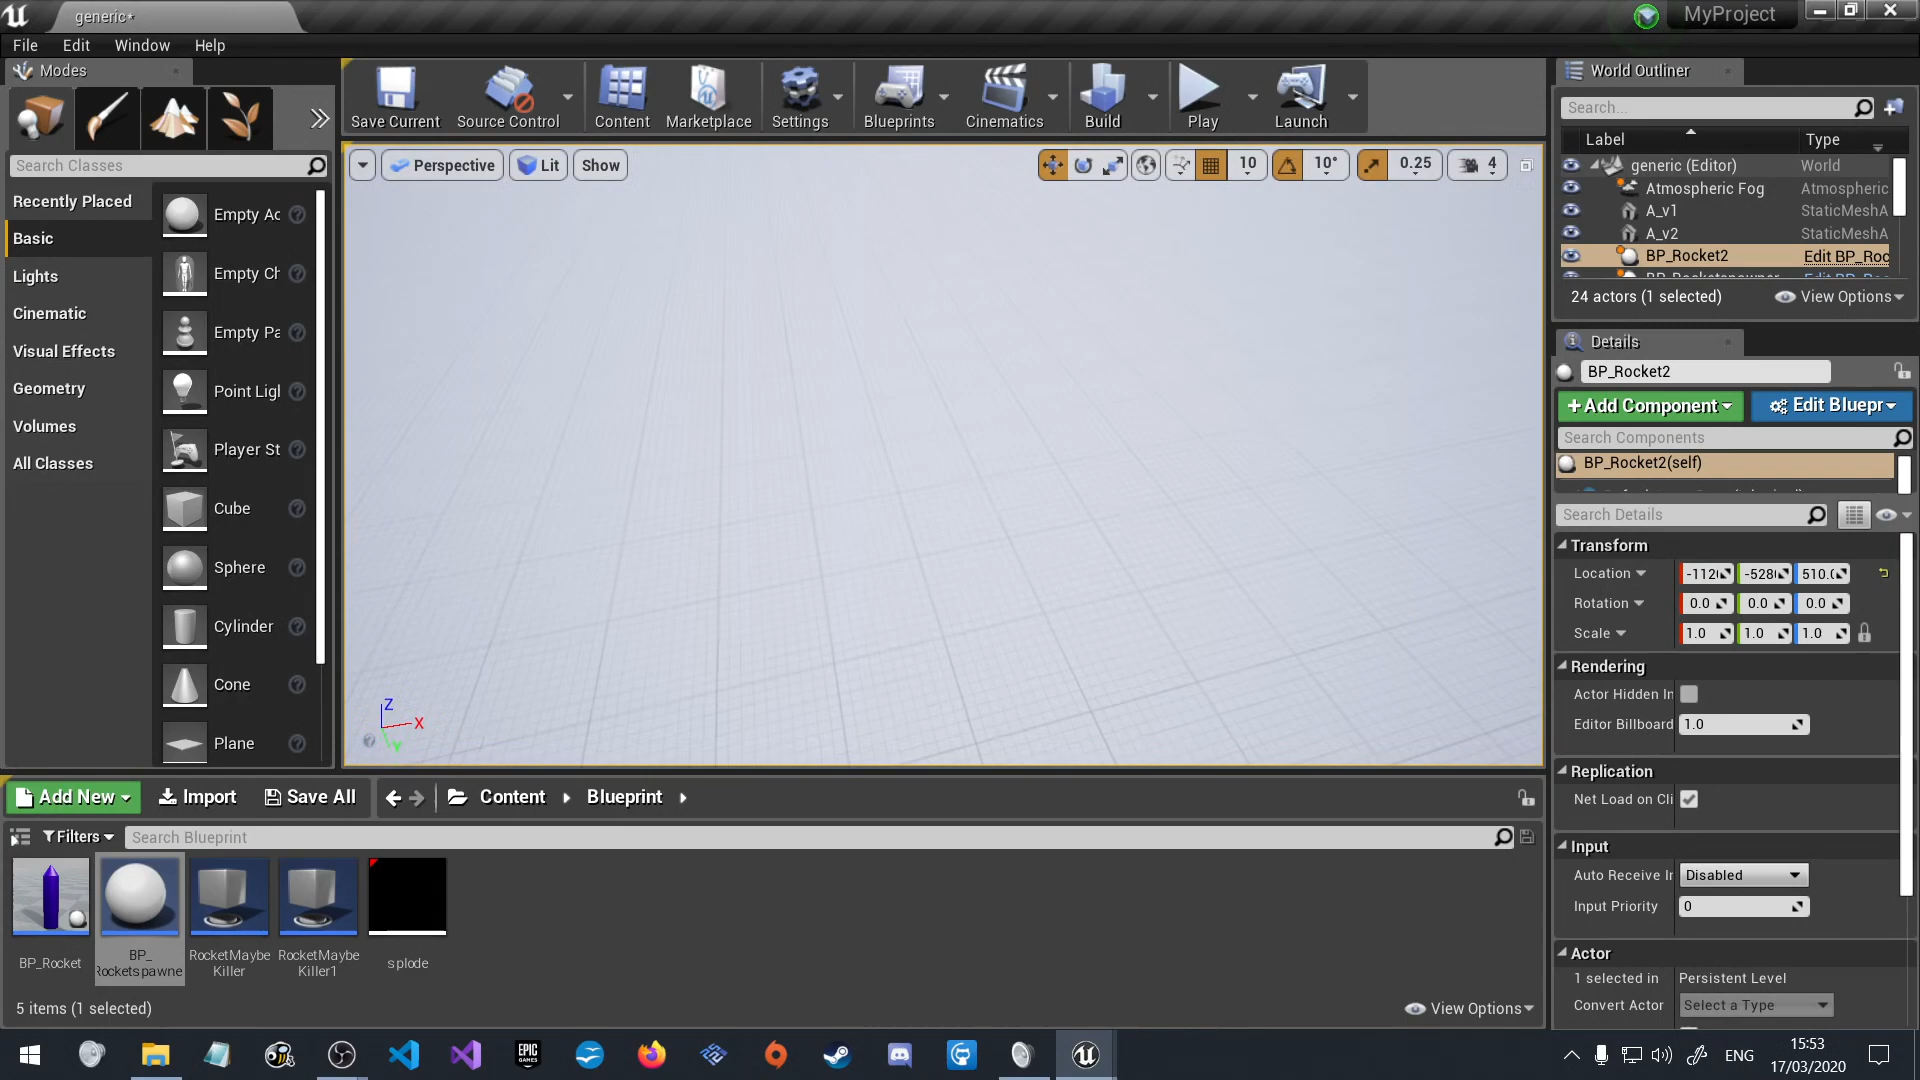 generic*
MyProject
File Edit Window Help
Modes
Search Classes
Recently Placed
Basic
Lights
Cinematic
Visual Effects
Geometry
Volumes
All Classes
Empty Ac
Empty Ch
Empty Pa
Point Ligl
Player St
Cube
Sphere
Cylinder
Cone
Plane
Save Current
Source Control
Content
Marketplace
Settings
Blueprints
Cinematics
Build
Play
Launch
Perspective
Lit
Show
10
10°
0.25
4
Z
X
Y
World Outliner
Search...
Label Type
generic (Editor) World
Atmospheric Fog Atmospheric
A_v1 StaticMeshA
A_v2 StaticMeshA
BP_Rocket2 Edit BP_Roc
24 actors (1 selected) View Options
Details
BP_Rocket2
+Add Component Edit Bluepr
Search Components
BP_Rocket2(self)
Search Details
Transform
Location -112 -528 510.0
Rotation 0.0 0.0 0.0
Scale 1.0 1.0 1.0
Rendering
Actor Hidden In
Editor Billboard 1.0
Replication
Net Load on Cli
Input
Auto Receive Ir Disabled
Input Priority 0
Actor
1 selected in Persistent Level
Convert Actor Select a Type
Add New Import Save All Content Blueprint
Filters Search Blueprint
BP_Rocket
BP_
Rocketspawne
RocketMaybe
Killer
RocketMaybe
Killer1
splode
5 items (1 selected) View Options
EPIC
GAMES
ENG
15:53
17/03/2020